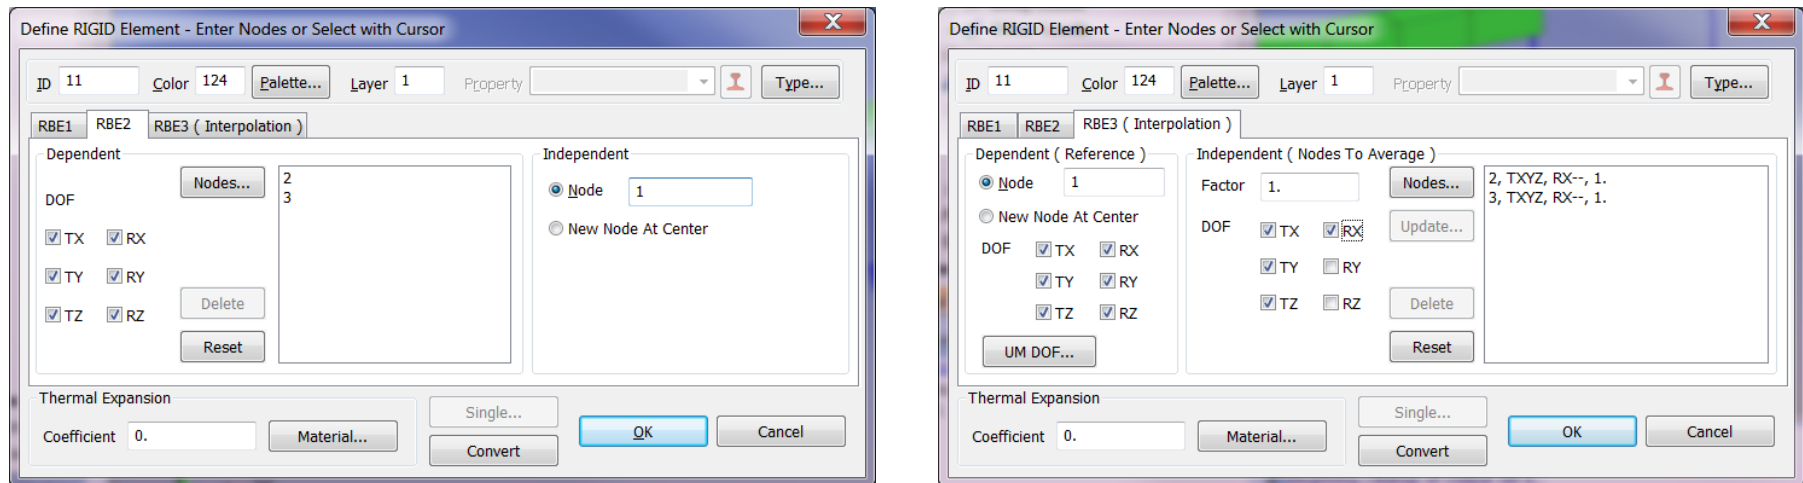 Define RIGID Element - Enter Nodes or Select with Cursor
ID 11 Color 124 Palette... Layer 1 Property Type...
RBE1 RBE2 RBE3 ( Interpolation )
Dependent Independent
Nodes... 2 Node 1
3
DOF
New Node At Center
TX RX
TY RY
Delete
TZ RZ
Reset
Thermal Expansion
Single...
Coefficient 0. Material... OK Cancel
Convert
Define RIGID Element - Enter Nodes or Select with Cursor
ID 11 Color 124 Palette... Layer 1 Property Type...
RBE1 RBE2 RBE3 ( Interpolation )
Dependent ( Reference ) Independent ( Nodes To Average )
Node 1 Factor 1. Nodes... 2, TXYZ, RX--, 1.
3, TXYZ, RX--, 1.
New Node At Center DOF TX RX Update...
DOF TX RX
TY RY TY RY
TZ RZ TZ RZ Delete
UM DOF... Reset
Thermal Expansion
Single...
Coefficient 0. Material... OK Cancel
Convert